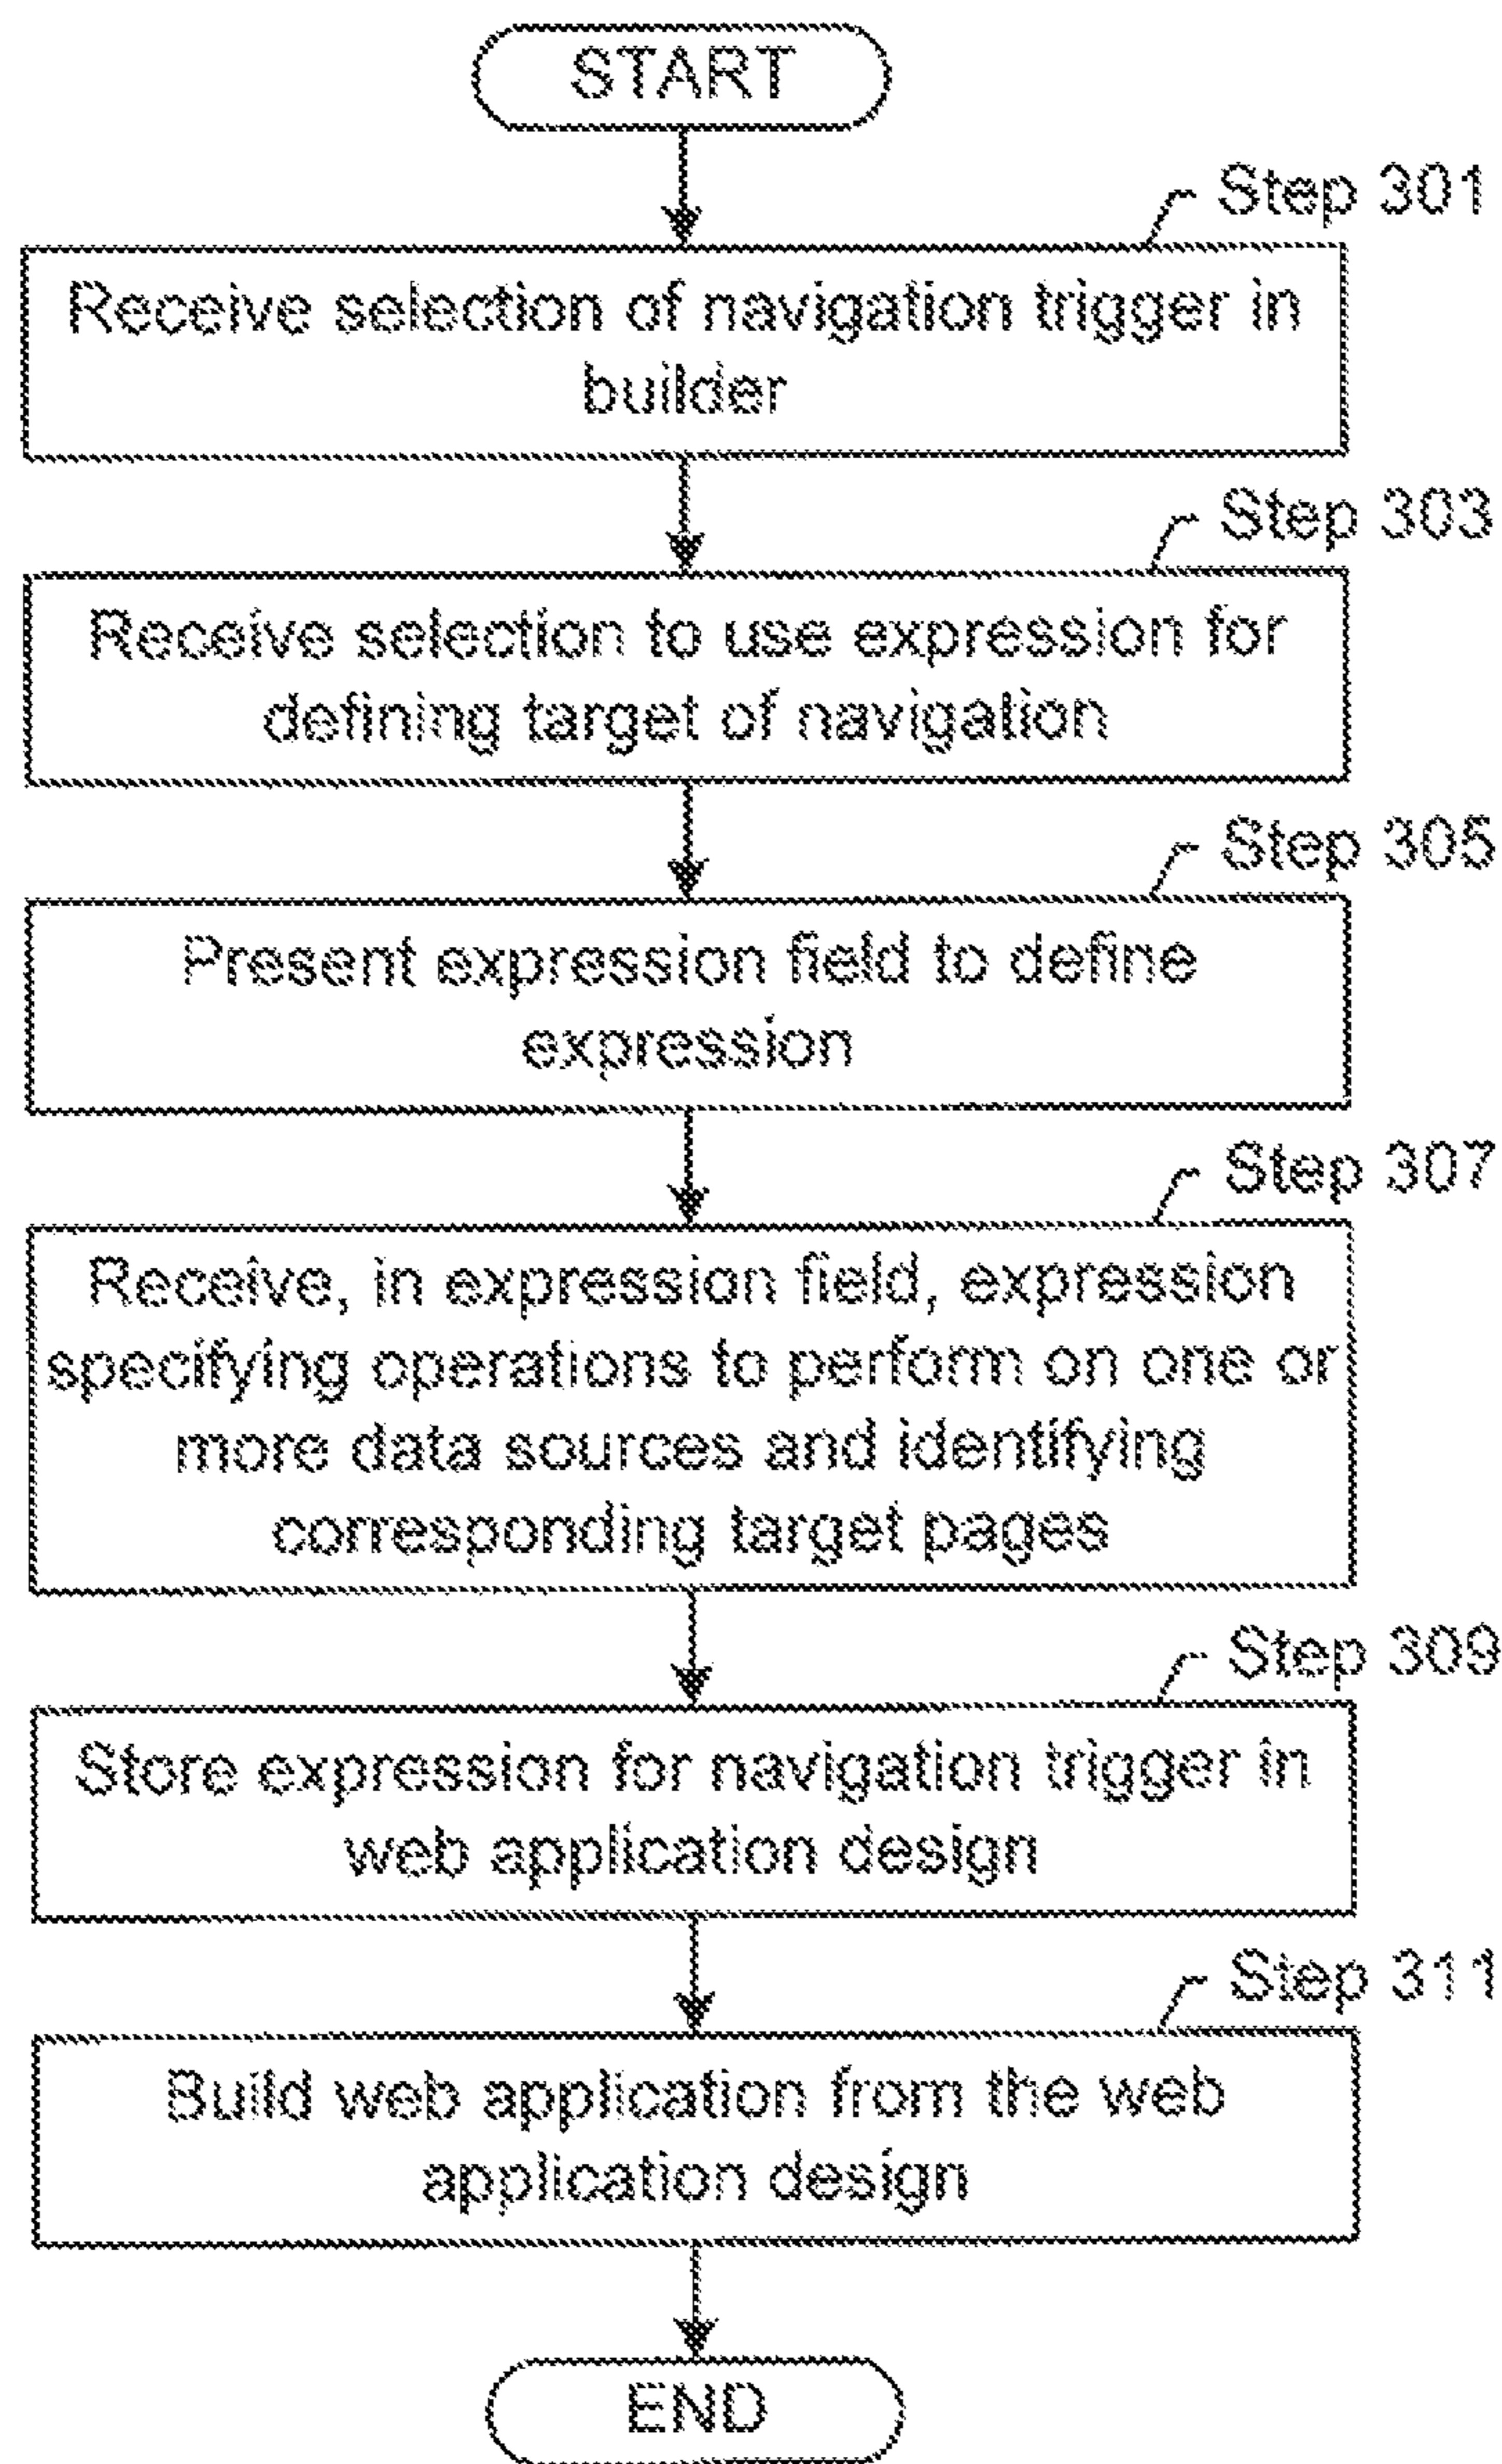 START
Step 301
Receive selection of navigation trigger in
builder
Step 303
Receive selection to use expression for
defining target of navigation
Step 305
Present expression field to define
expression
Step 307
Receive, in expression field, expression
specifying operations to perform on one or
more data sources and identifying
corresponding target pages
Step 309
Store expression for navigation trigger in
web application design
Step 311
Build web application from the web
application design
END